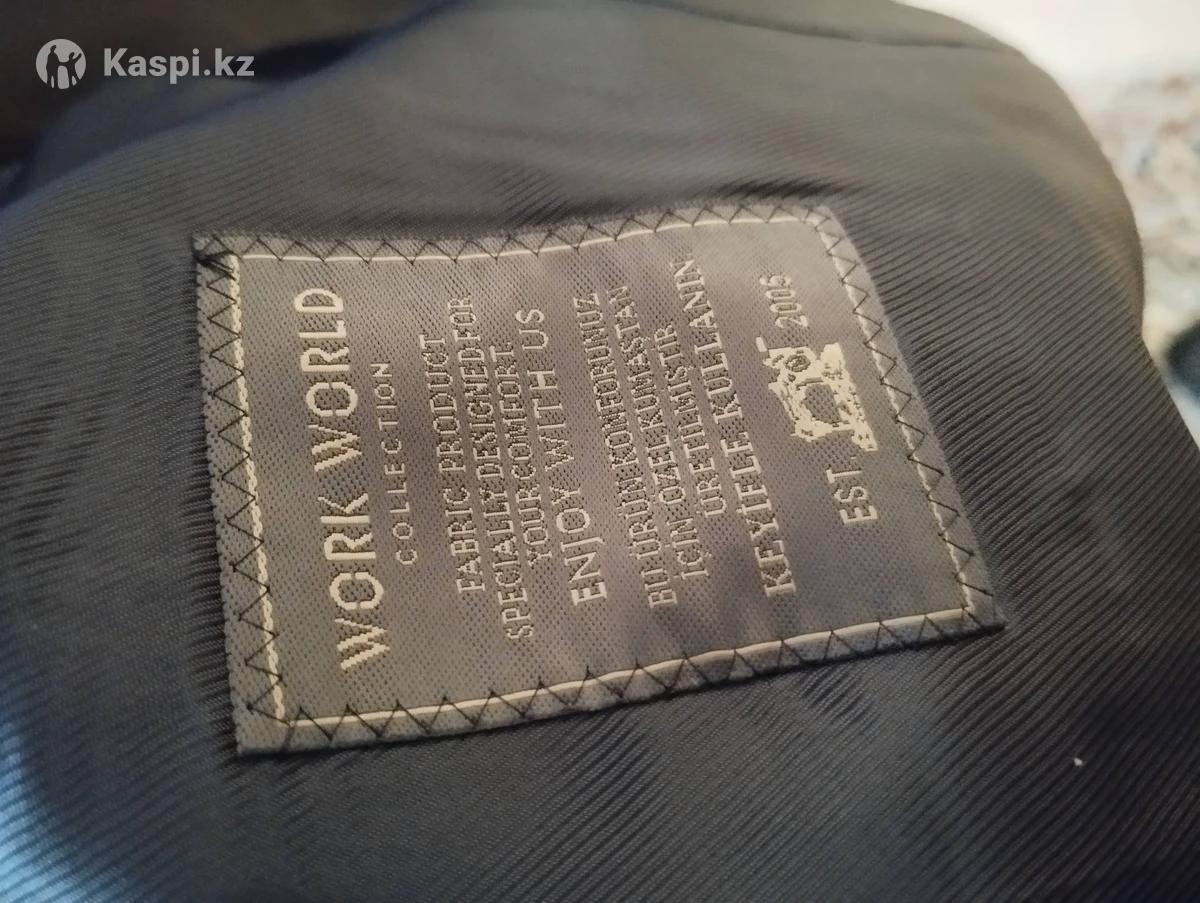 Kaspi.kz
WORK WORLD
COLLECTION
FABRIC PRODUCT
SPECIALLY DESIGNED FOR
YOUR COMFORT
ENJOY WITH US
BU ÜRÜN KONFORUNUZ
İÇİN ÖZEL KUMAŞTAN
ÜRETİLMİŞTİR
KEYİFLE KULLANIN
EST. 2005